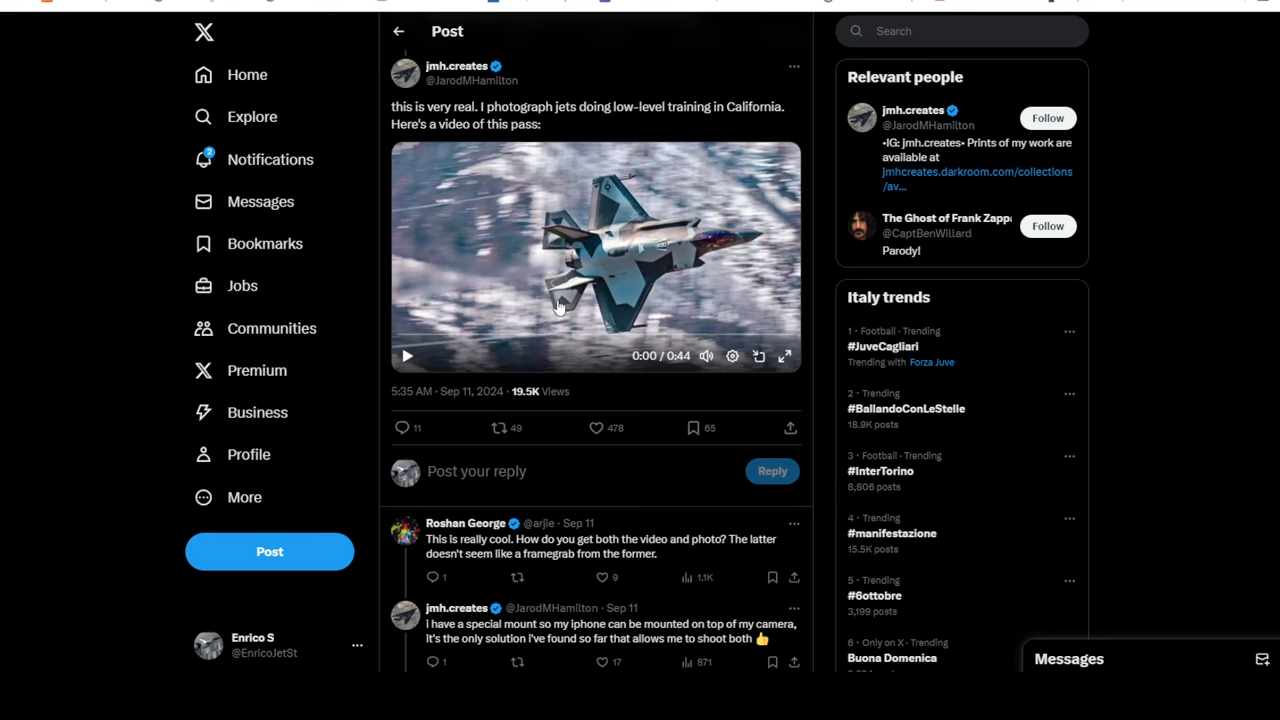 Home
Explore
2
Notifications
Messages
Bookmarks
Jobs
Communities
Premium
Business
Profile
More
Post
Enrico S
@EnricoJetSt
Post
jmh.creates
@JarodMHamilton
this is very real. I photograph jets doing low-level training in California.
Here's a video of this pass:
0:00 / 0:44
5:35 AM · Sep 11, 2024 · 19.5K Views
11
49
478
65
Post your reply
Reply
Roshan George @arjie · Sep 11
This is really cool. How do you get both the video and photo? The latter
doesn't seem like a framegrab from the former.
1
9
1.1K
jmh.creates @JarodMHamilton · Sep 11
i have a special mount so my iphone can be mounted on top of my camera,
it's the only solution I've found so far that allows me to shoot both 👍
1
17
871
Search
Relevant people
jmh.creates
@JarodMHamilton
Follow
•IG: jmh.creates• Prints of my work are
available at
jmhcreates.darkroom.com/collections
/av...
The Ghost of Frank Zappa
@CaptBenWillard
Follow
Parody!
Italy trends
1 · Football · Trending
#JuveCagliari
Trending with Forza Juve
2 · Trending
#BallandoConLeStelle
18.9K posts
3 · Football · Trending
#InterTorino
8,806 posts
4 · Trending
#manifestazione
15.5K posts
5 · Trending
#6ottobre
3,199 posts
6 · Only on X · Trending
Buona Domenica
Messages